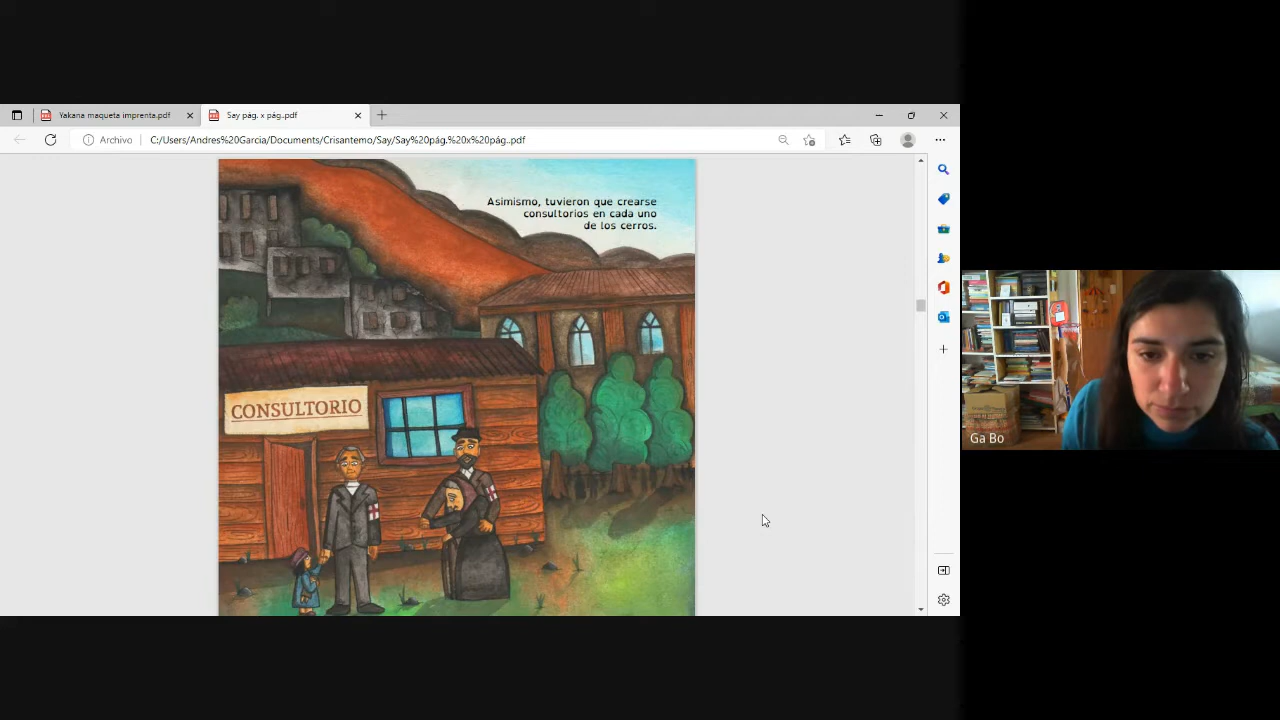 Yakana maqueta imprenta.pdf
Say pág. x pág..pdf
Archivo
C:/Users/Andres%20Garcia/Documents/Crisantemo/Say/Say%20pág.%20x%20pág..pdf
Asimismo, tuvieron que crearse
consultorios en cada uno
de los cerros.
CONSULTORIO
Ga Bo